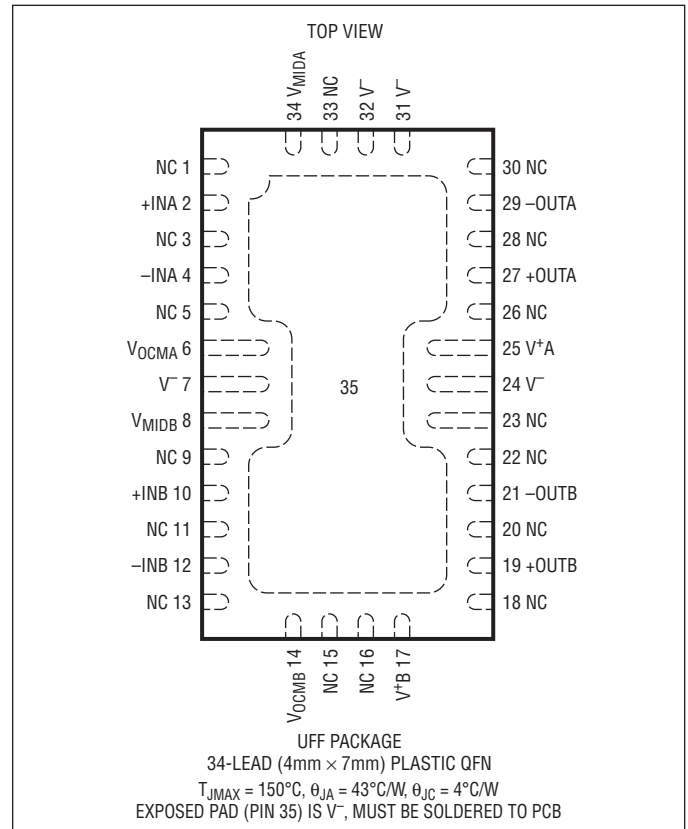 TOP VIEW
34 VMIDA
33 NC
32 V–
31 V–
NC 1
+INA 2
NC 3
–INA 4
NC 5
VOCMA 6
V– 7
VMIDB 8
NC 9
+INB 10
NC 11
–INB 12
NC 13
30 NC
29 –OUTA
28 NC
27 +OUTA
26 NC
25 V+A
24 V–
23 NC
22 NC
21 –OUTB
20 NC
19 +OUTB
18 NC
35
VOCMB 14
NC 15
NC 16
V+B 17
UFF PACKAGE
34-LEAD (4mm × 7mm) PLASTIC QFN
TJMAX = 150°C, θJA = 43°C/W, θJC = 4°C/W
EXPOSED PAD (PIN 35) IS V–, MUST BE SOLDERED TO PCB